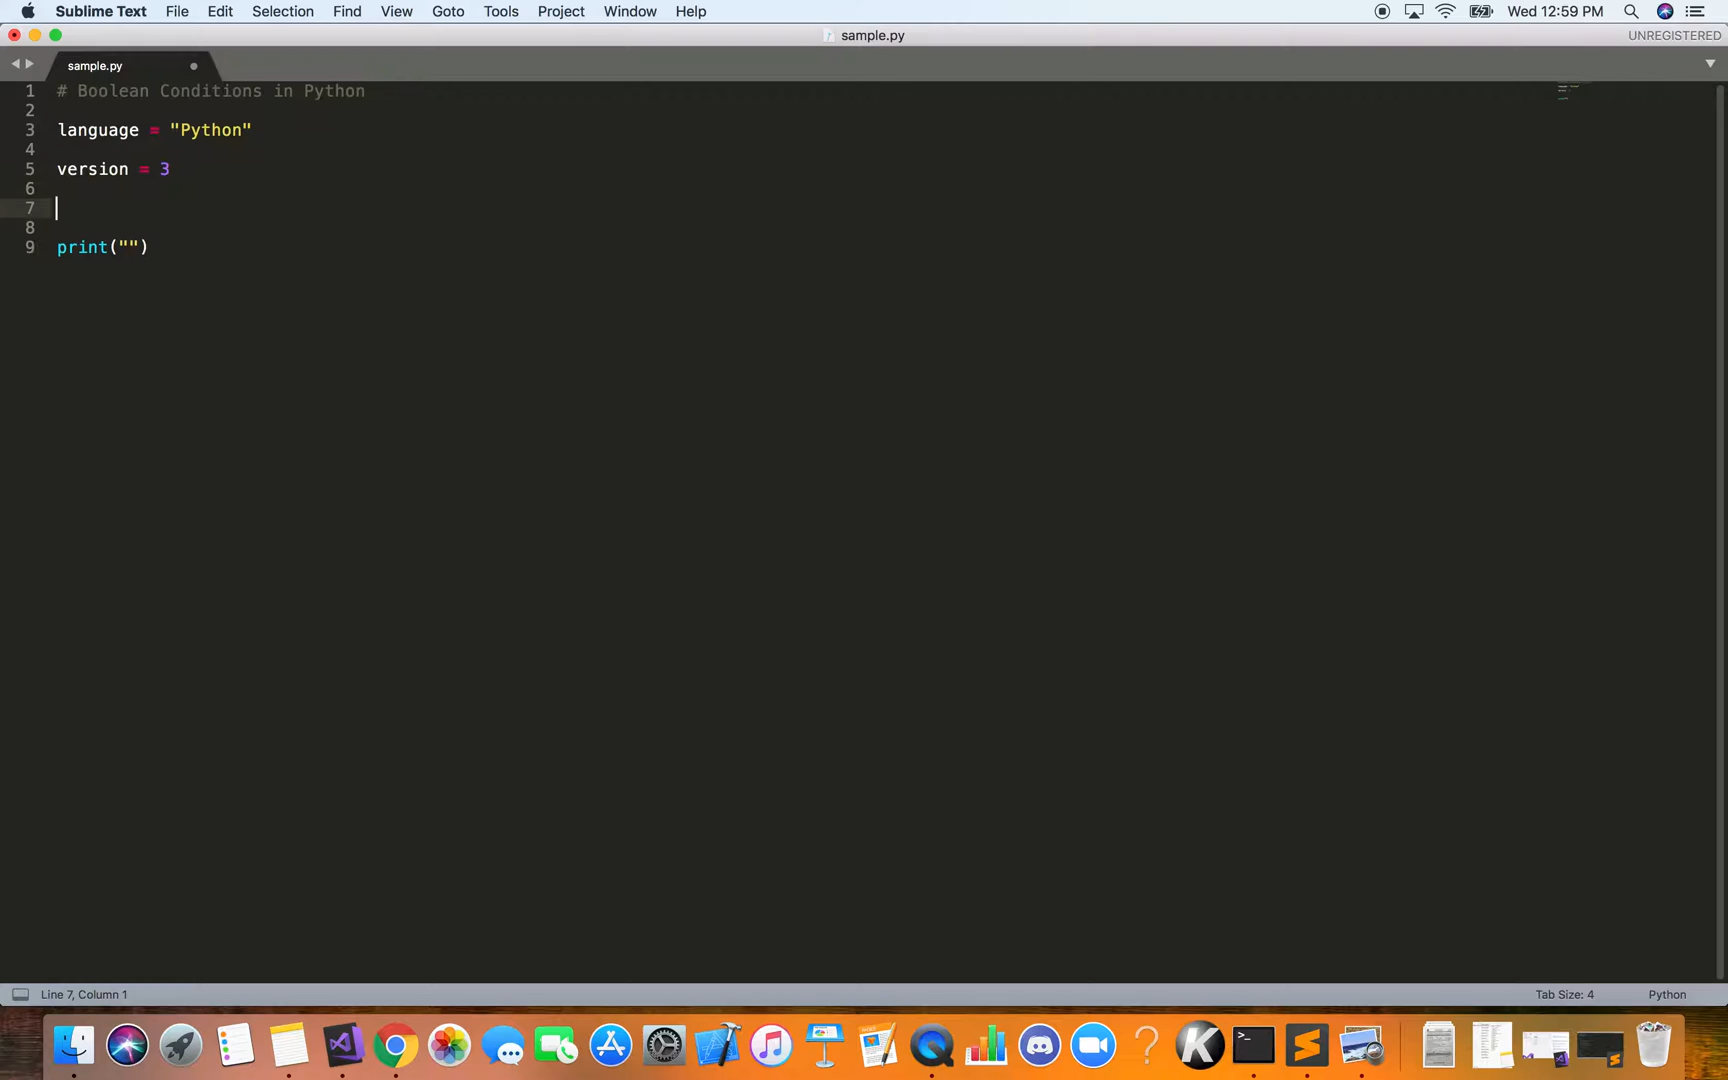 Sublime Text File Edit Selection Find View Goto Tools Project Window Help Wed 12:59 PM
sample.py UNREGISTERED
sample.py
1 # Boolean Conditions in Python
2
3 language = "Python"
4
5 version = 3
6
7
8
9 print("")
Line 7, Column 1 Tab Size: 4 Python